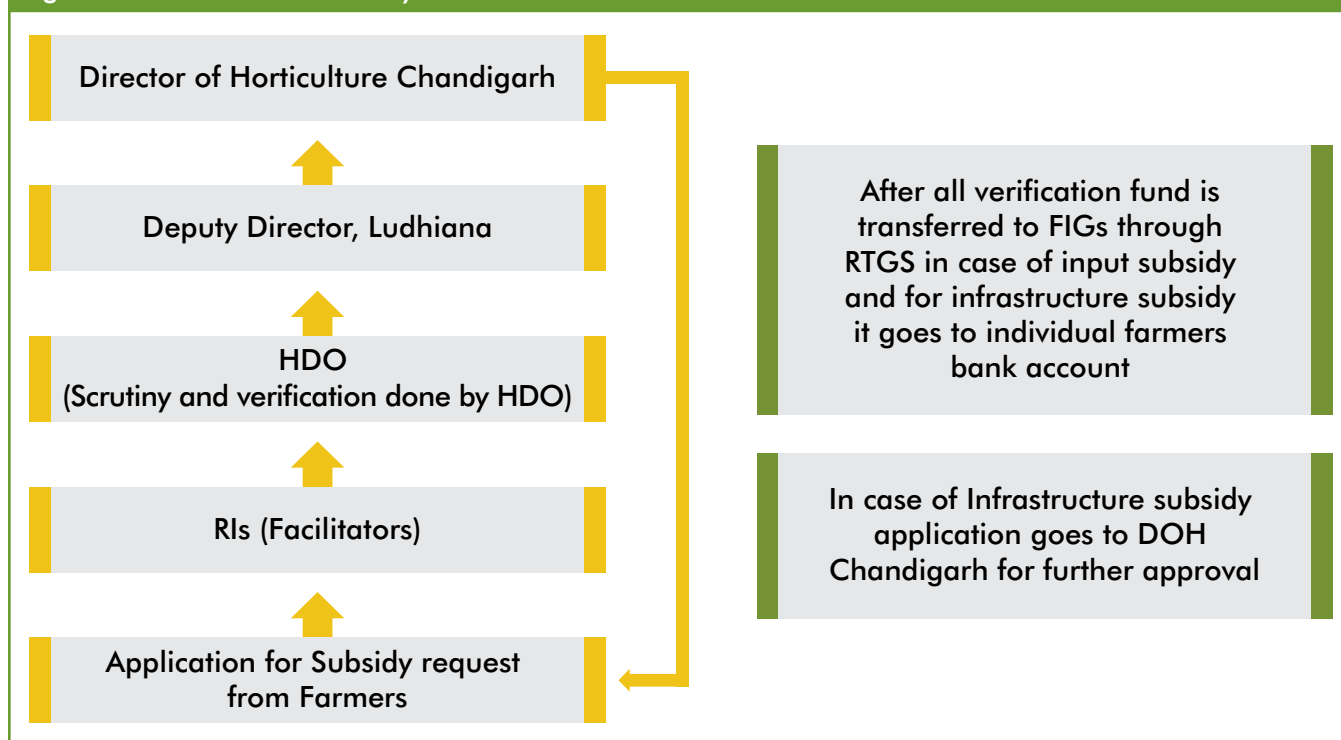 Director of Horticulture Chandigarh
Deputy Director, Ludhiana
HDO
(Scrutiny and verification done by HDO)
RIs (Facilitators)
Application for Subsidy request
from Farmers
After all verification fund is
transferred to FIGs through
RTGS in case of input subsidy
and for infrastructure subsidy
it goes to individual farmers
bank account
In case of Infrastructure subsidy
application goes to DOH
Chandigarh for further approval